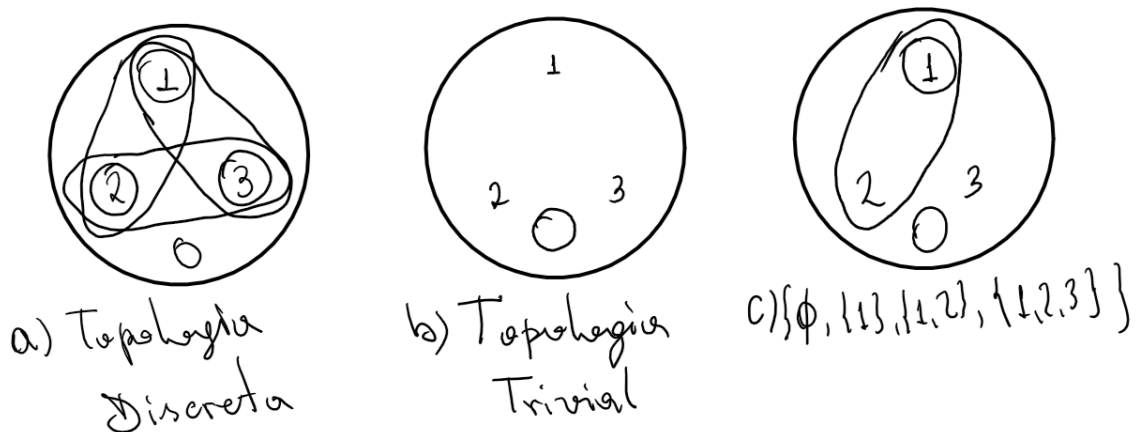 1
2 3
1
2 3
1
2 3
a) Topologia
Discreta
b) Topologia
Trivial
c) {ϕ, {1}, {1,2}, {1,2,3}}